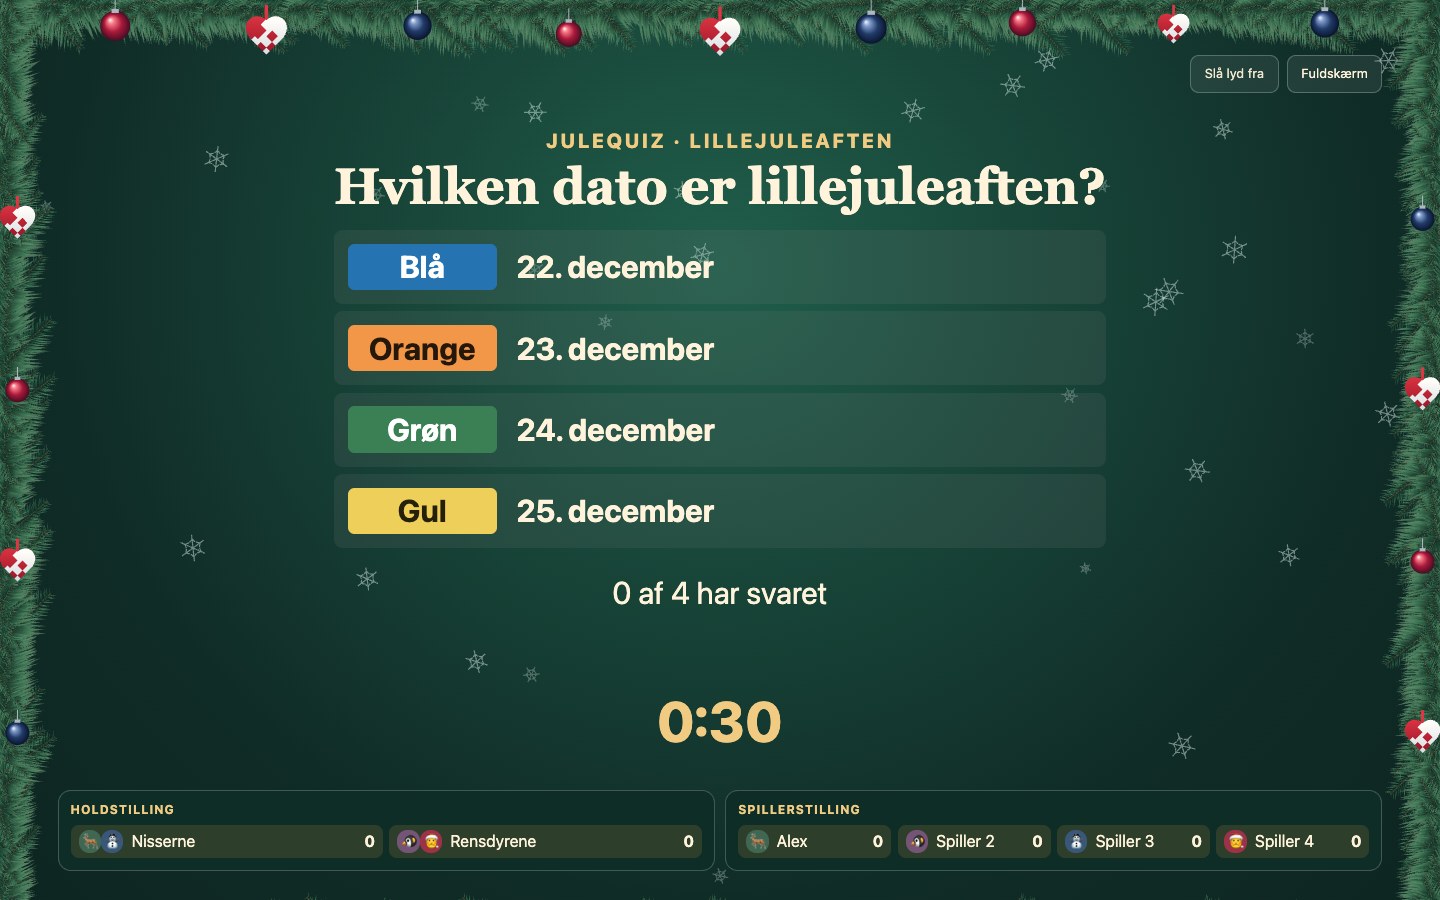 Slå lyd fra
Fuldskærm
JULEQUIZ · LILLEJULEAFTEN
Hvilken dato er lillejuleaften?
Blå 22. december
Orange 23. december
Grøn 24. december
Gul 25. december
0 af 4 har svaret
0:30
HOLDSTILLING
Nisserne 0
Rensdyrene 0
SPILLERSTILLING
Alex 0
Spiller 2 0
Spiller 3 0
Spiller 4 0